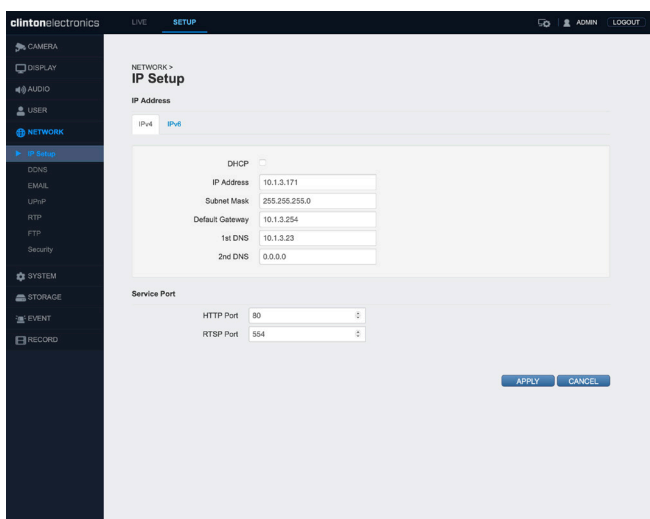 clintonelectronics LIVE SETUP ADMIN LOGOUT
CAMERA
DISPLAY
AUDIO
USER
NETWORK
IP Setup
DDNS
EMAIL
UPnP
RTP
FTP
Security
SYSTEM
STORAGE
EVENT
RECORD
NETWORK >
IP Setup
IP Address
IPv4 IPv6
DHCP
IP Address 10.1.3.171
Subnet Mask 255.255.255.0
Default Gateway 10.1.3.254
1st DNS 10.1.3.23
2nd DNS 0.0.0.0
Service Port
HTTP Port 80
RTSP Port 554
APPLY CANCEL